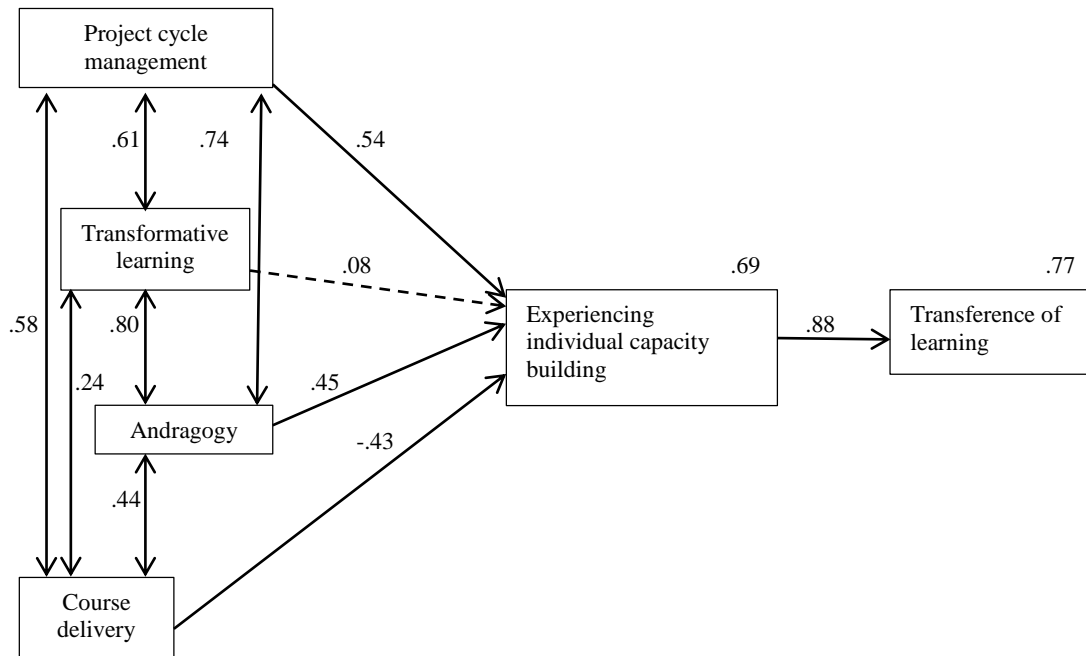 Project cycle
management
.61
.74
.54
Transformative
learning
.08
.69
.77
.58
.80
.24
.45
Experiencing
individual capacity
building
.88
Transference of
learning
Andragogy
-.43
.44
Course
delivery